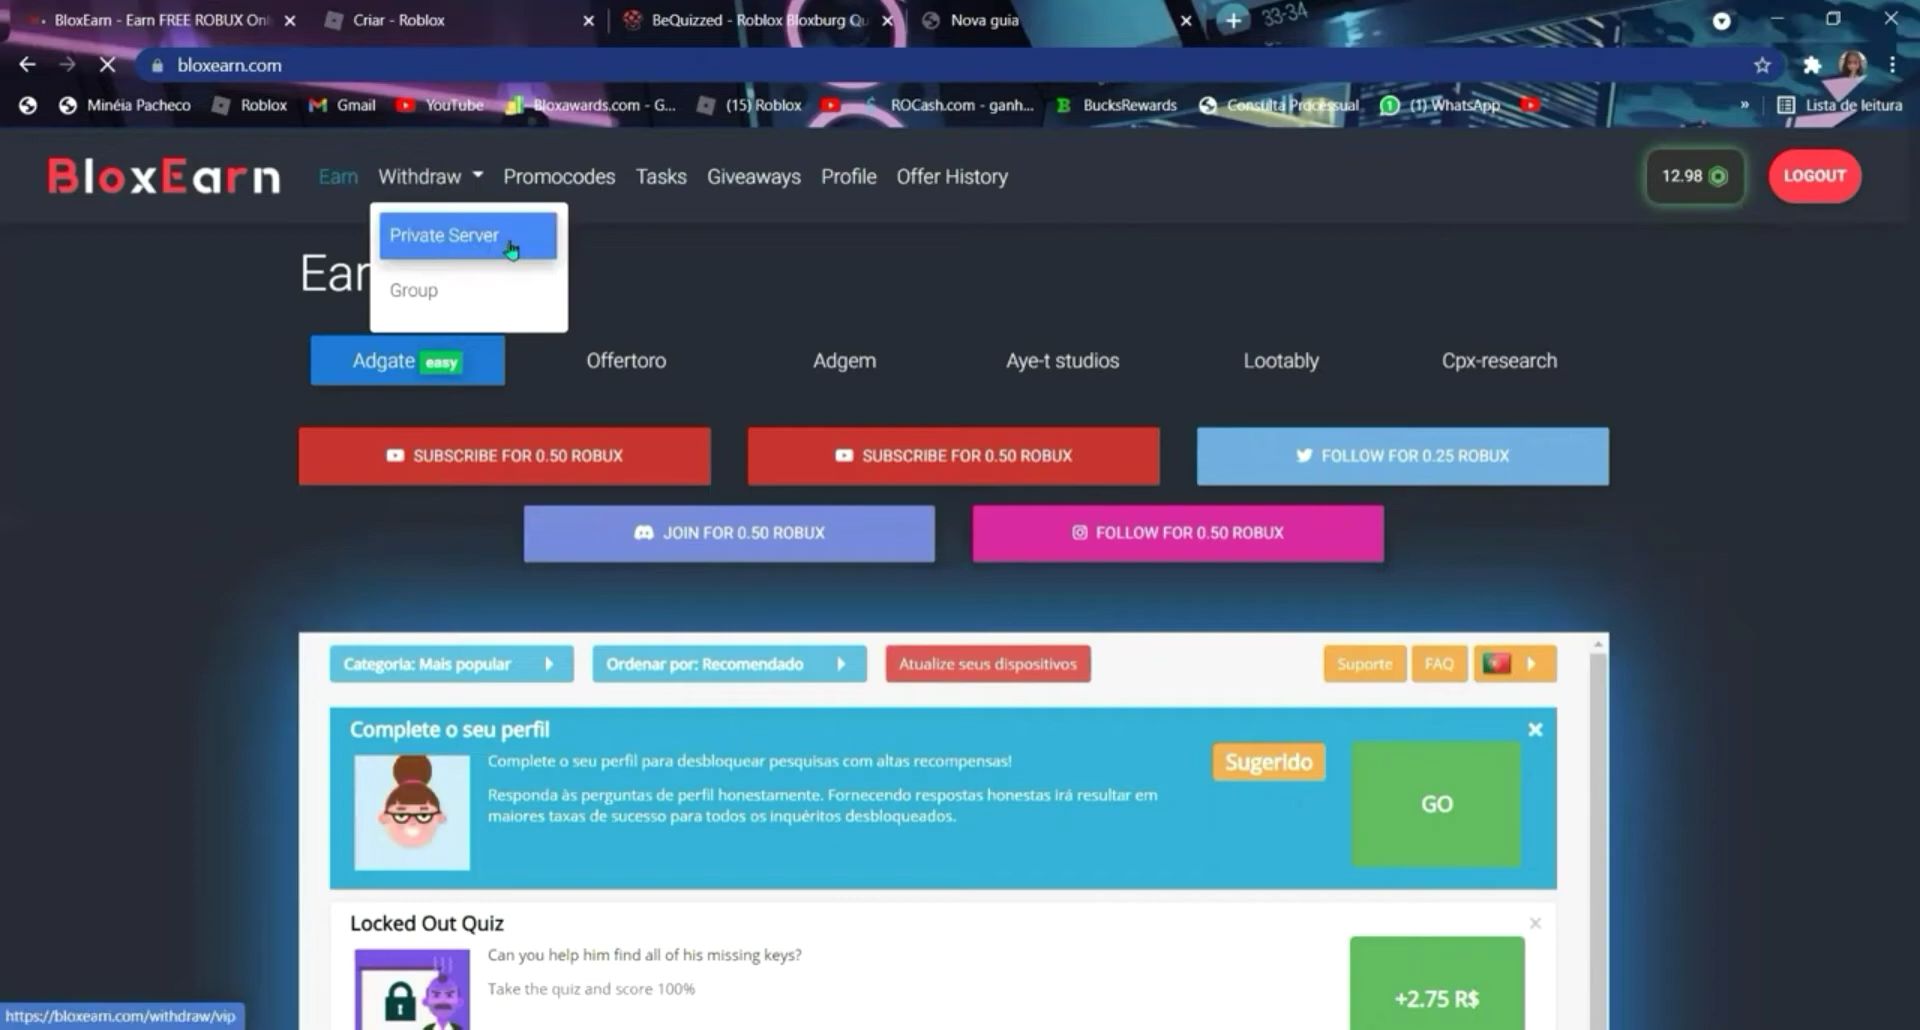 BloxEarn - Earn FREE ROBUX Onl
Criar - Roblox
BeQuizzed - Roblox Bloxburg Qu
Nova guia
33-34
bloxearn.com
Minéia Pacheco
Roblox
Gmail
YouTube
Bloxawards.com - G...
(15) Roblox
ROCash.com - ganh...
BucksRewards
Consulta Processual
(1) WhatsApp
»
Lista de leitura
BloxEarn
Earn
Withdraw
Promocodes
Tasks
Giveaways
Profile
Offer History
12.98
LOGOUT
Private Server
Group
Ear
Adgate easy
Offertoro
Adgem
Aye-t studios
Lootably
Cpx-research
SUBSCRIBE FOR 0.50 ROBUX
SUBSCRIBE FOR 0.50 ROBUX
FOLLOW FOR 0.25 ROBUX
JOIN FOR 0.50 ROBUX
FOLLOW FOR 0.50 ROBUX
Categoria: Mais popular
Ordenar por: Recomendado
Atualize seus dispositivos
Suporte
FAQ
Complete o seu perfil
Complete o seu perfil para desbloquear pesquisas com altas recompensas!
Responda às perguntas de perfil honestamente. Fornecendo respostas honestas irá resultar em
maiores taxas de sucesso para todos os inquéritos desbloqueados.
Sugerido
GO
Locked Out Quiz
Can you help him find all of his missing keys?
Take the quiz and score 100%
+2.75 R$
https://bloxearn.com/withdraw/vip